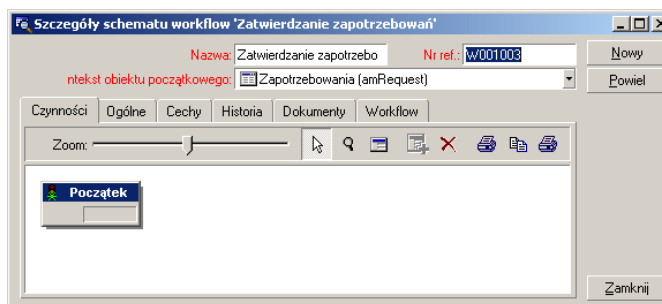 Szczegóły schematu workflow 'Zatwierdzanie zapotrzebowań'
Nazwa: Zatwierdzanie zapotrzebo Nr ref.: W001003 Nowy
ntekst obiektu początkowego: Zapotrzebowania (amRequest) Powiel
Czynności Ogólne Cechy Historia Dokumenty Workflow
Zoom:
Początek
Zamknij